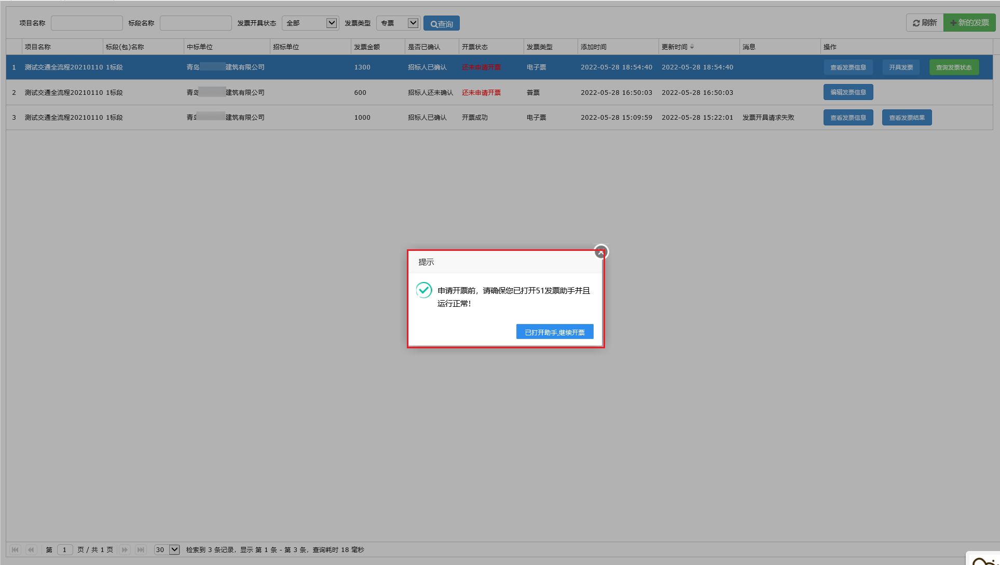 项目名称 标段名称 发票开具状态 全部 发票类型 专票 查询 刷新 新的发票
项目名称 标段(包)名称 中标单位 招标单位 发票金额 是否已确认 开票状态 发票类型 添加时间 更新时间 消息 操作
1 测试交通全流程20210110 1标段 青岛 建筑有限公司 1300 招标人已确认 还未申请开票 电子票 2022-05-28 18:54:40 2022-05-28 18:54:40 查看发票信息 开具发票 查询发票状态
2 测试交通全流程20210110 1标段 青岛 建筑有限公司 600 招标人还未确认 还未申请开票 普票 2022-05-28 16:50:03 2022-05-28 16:50:03 编辑发票信息
3 测试交通全流程20210110 1标段 青岛 建筑有限公司 1000 招标人已确认 开票成功 电子票 2022-05-28 15:09:59 2022-05-28 15:22:01 发票开具请求失败 查看发票信息 查看发票结果
提示
申请开票前，请确保您已打开51发票助手并且
运行正常！
已打开助手,继续开票
第 1 页 / 共 1 页 30 检索到 3 条记录，显示 第 1 条 - 第 3 条，查询耗时 18 毫秒